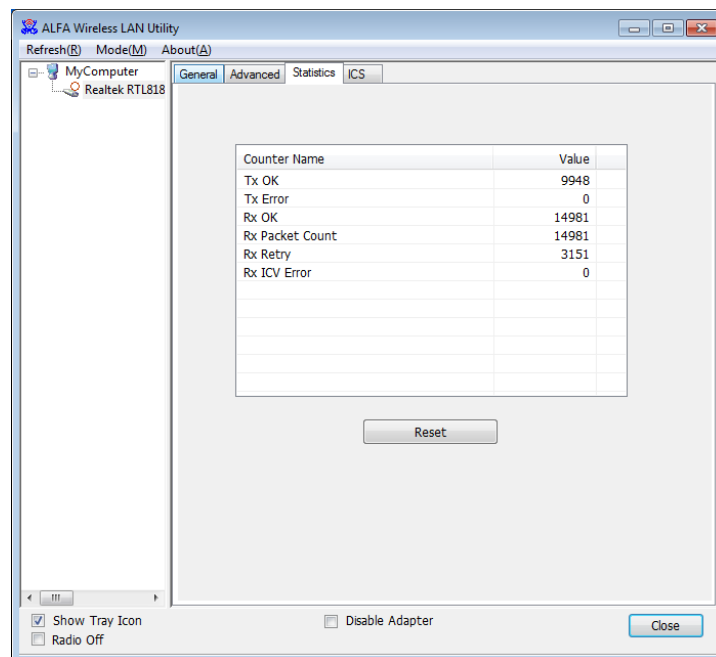 ALFA Wireless LAN Utility
Refresh(R) Mode(M) About(A)
MyComputer
Realtek RTL818
General Advanced Statistics ICS
Counter Name Value
Tx OK 9948
Tx Error 0
Rx OK 14981
Rx Packet Count 14981
Rx Retry 3151
Rx ICV Error 0
Reset
Show Tray Icon
Radio Off
Disable Adapter
Close